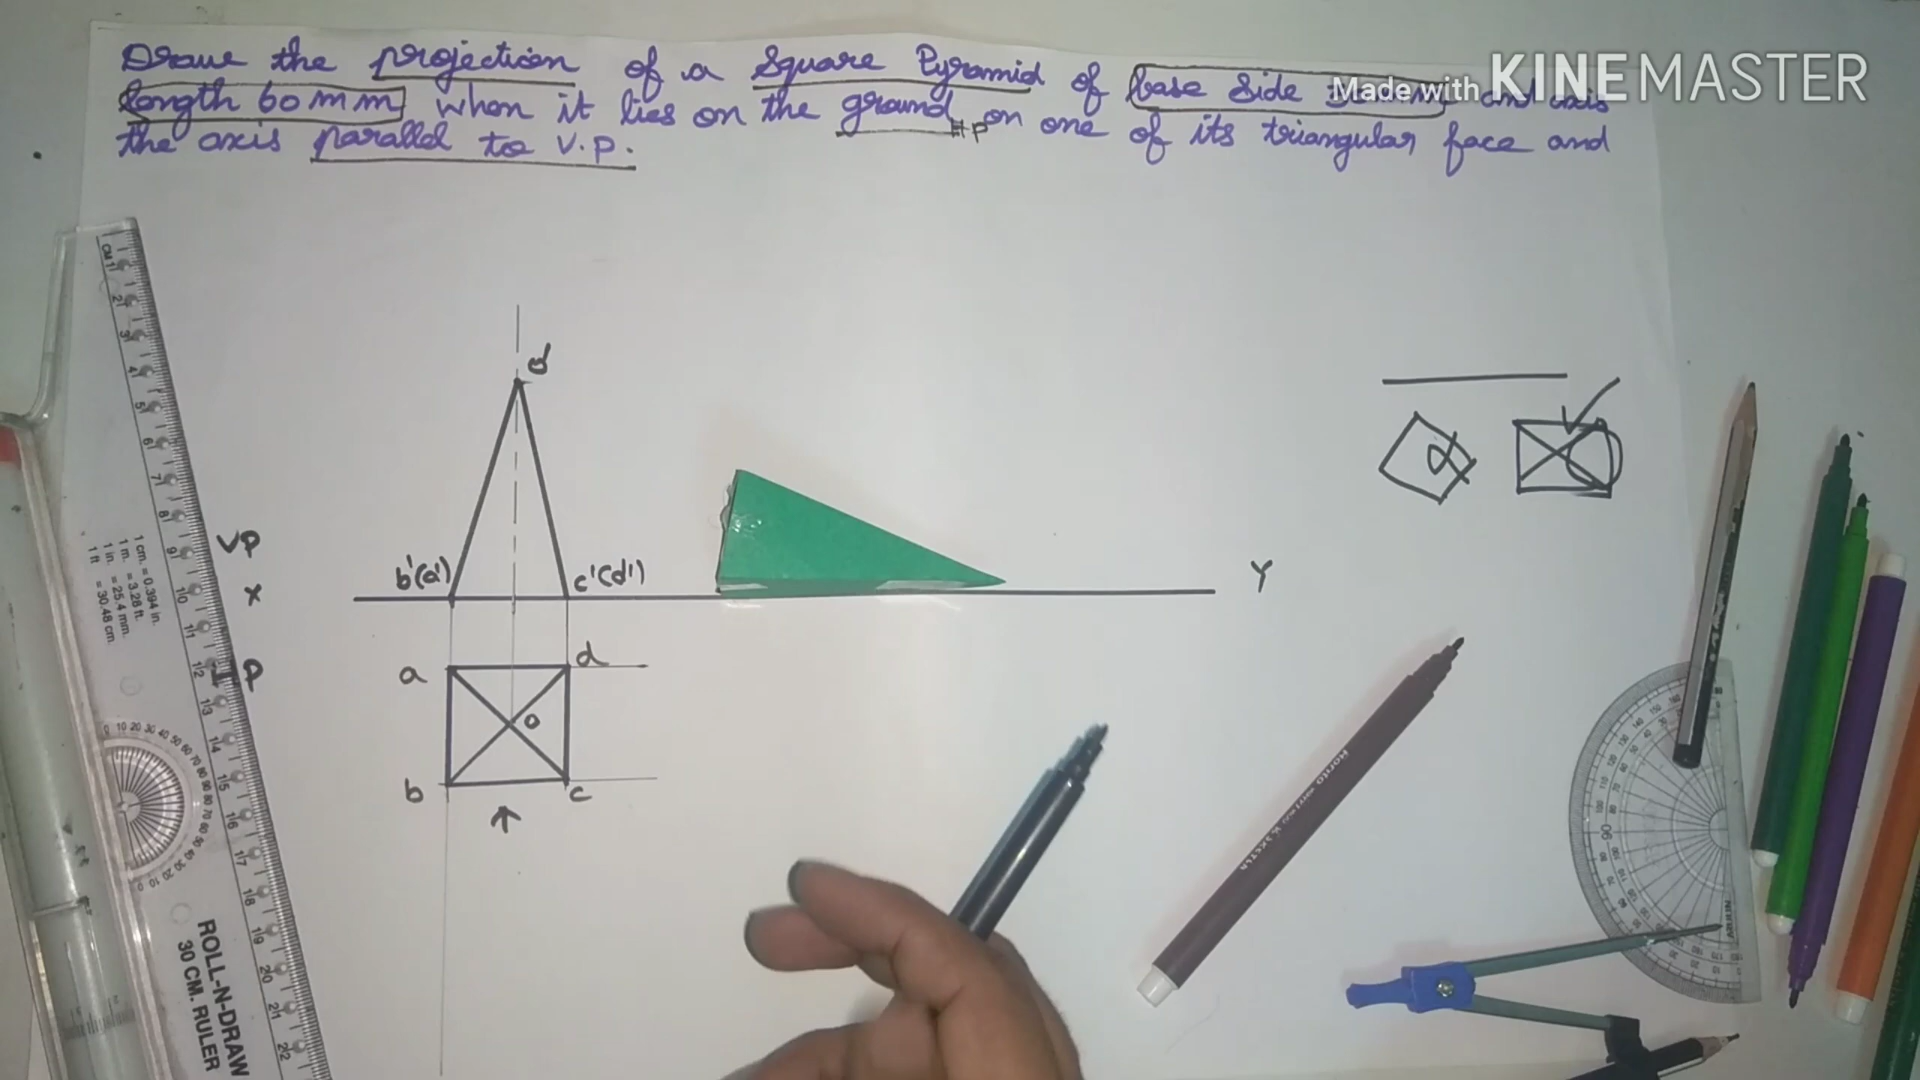 Draw the projection of a Square Pyramid of base Side and axis
length 60 mm when it lies on the ground on one of its triangular face and
HP
the axis parallel to V.P.
Made with KINEMASTER
o'
b'(a')
c'(d')
VP
X
Y
a
d
o
b
c
ROLL-N-DRAW
30 CM. RULER
1 cm. = 0.394 in.
1 m. = 3.28 ft.
1 in. = 25.4 mm.
1 ft. = 30.48 cm.